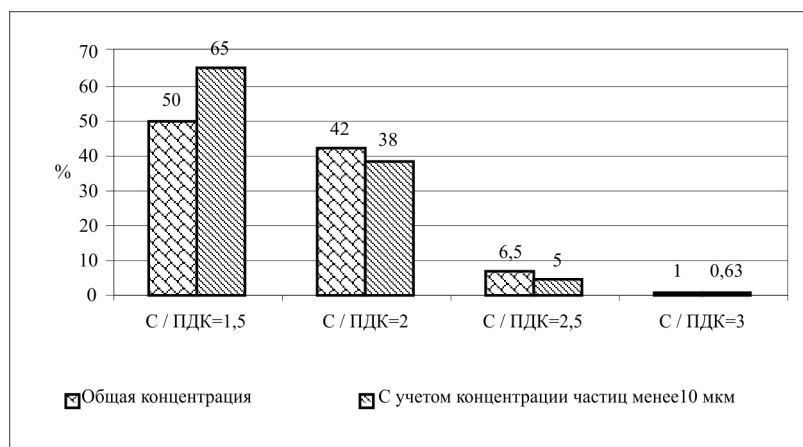 70
60
50
40
30
20
10
0
%
50
65
42
38
6,5
5
1
0,63
С / ПДК=1,5
С / ПДК=2
С / ПДК=2,5
С / ПДК=3
Общая концентрация
С учетом концентрации частиц менее10 мкм